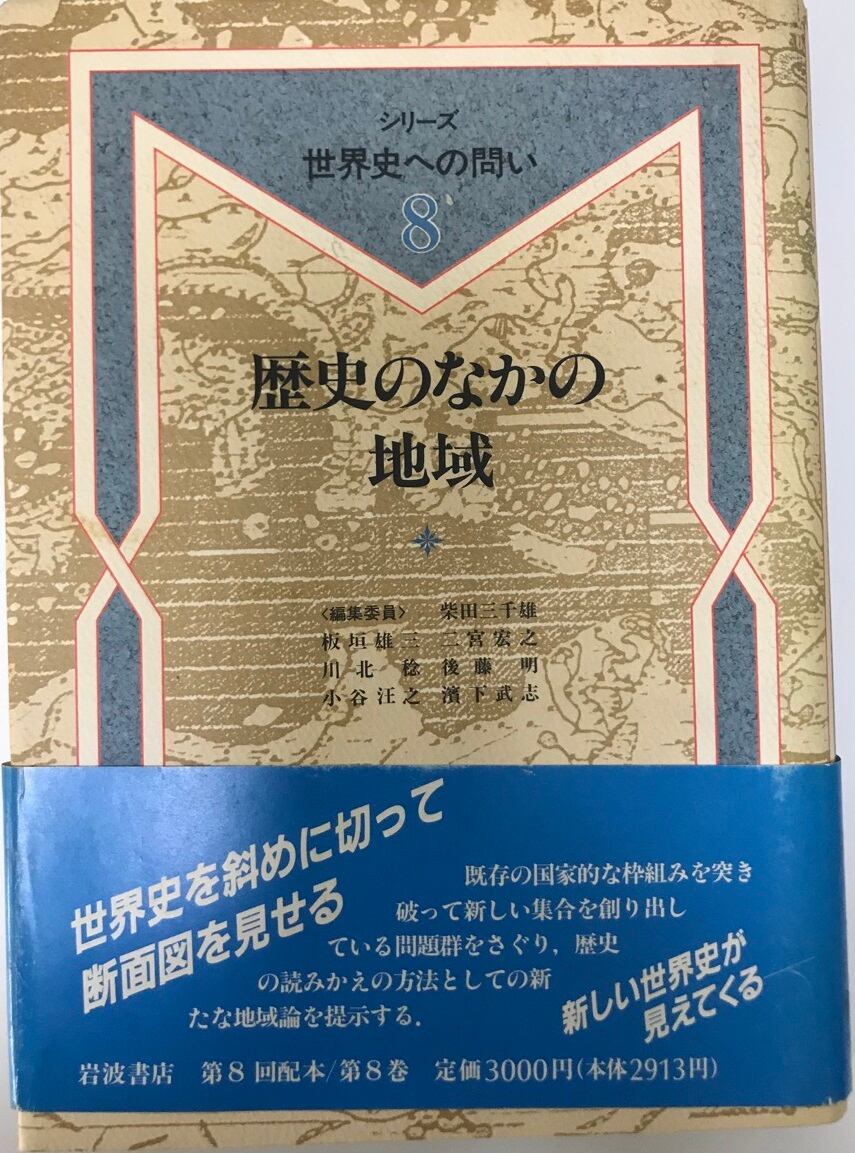 シリーズ
世界史への問い
8
歴史のなかの
地域
〈編集委員〉 柴田三千雄
板垣雄三 二宮宏之
川北 稔 後藤 明
小谷汪之 濱下武志
世界史を斜めに切って
断面図を見せる
既存の国家的な枠組みを突き
破って新しい集合を創り出し
ている問題群をさぐり，歴史
の読みかえの方法としての新
たな地域論を提示する．
新しい世界史が
見えてくる
岩波書店 第8回配本/第8巻 定価3000円(本体2913円)